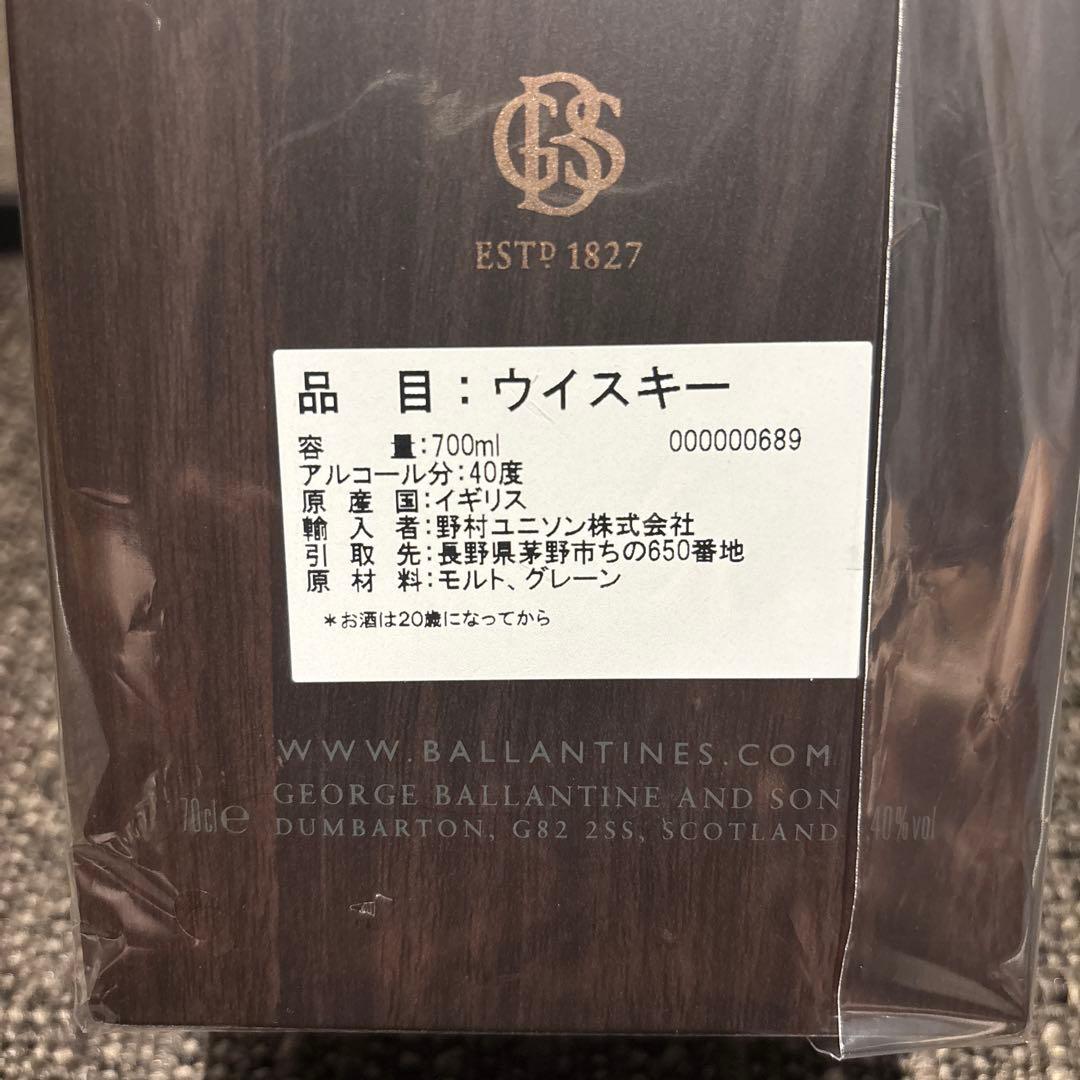 GBS
ESTD 1827
品 目：ウイスキー
容 量：700ml 000000689
アルコール分：40度
原 産 国：イギリス
輸 入 者：野村ユニソン株式会社
引 取 先：長野県茅野市ちの650番地
原 材 料：モルト、グレーン
＊お酒は20歳になってから
WWW.BALLANTINES.COM
GEORGE BALLANTINE AND SON
70cl℮ DUMBARTON, G82 2SS, SCOTLAND 40%vol